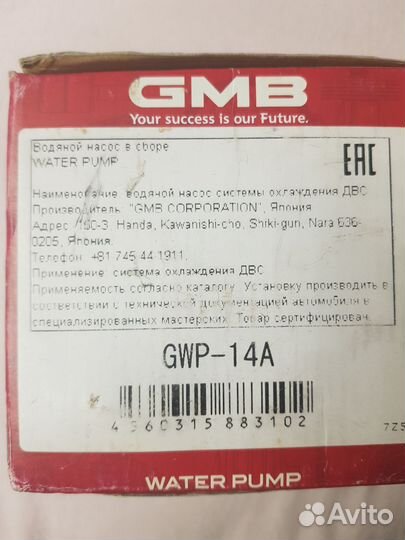 GMB
Your success is our Future.
Водяной насос в сборе
WATER PUMP
EAC
Наименование: водяной насос системы охлаждения ДВС
Производитель: "GMB CORPORATION", Япония
Адрес: 150-3 Handa, Kawanishi-cho, Shiki-gun, Nara 636-
0205, Япония.
Телефон: +81 745 44 1911.
Применение: система охлаждения ДВС
Применяемость согласно каталогу. Установку производить в
соответствии с технической документацией автомобиля в
специализированных мастерских. Товар сертифицирован.
GWP-14A
4560315883102
7Z5
WATER PUMP
Avito